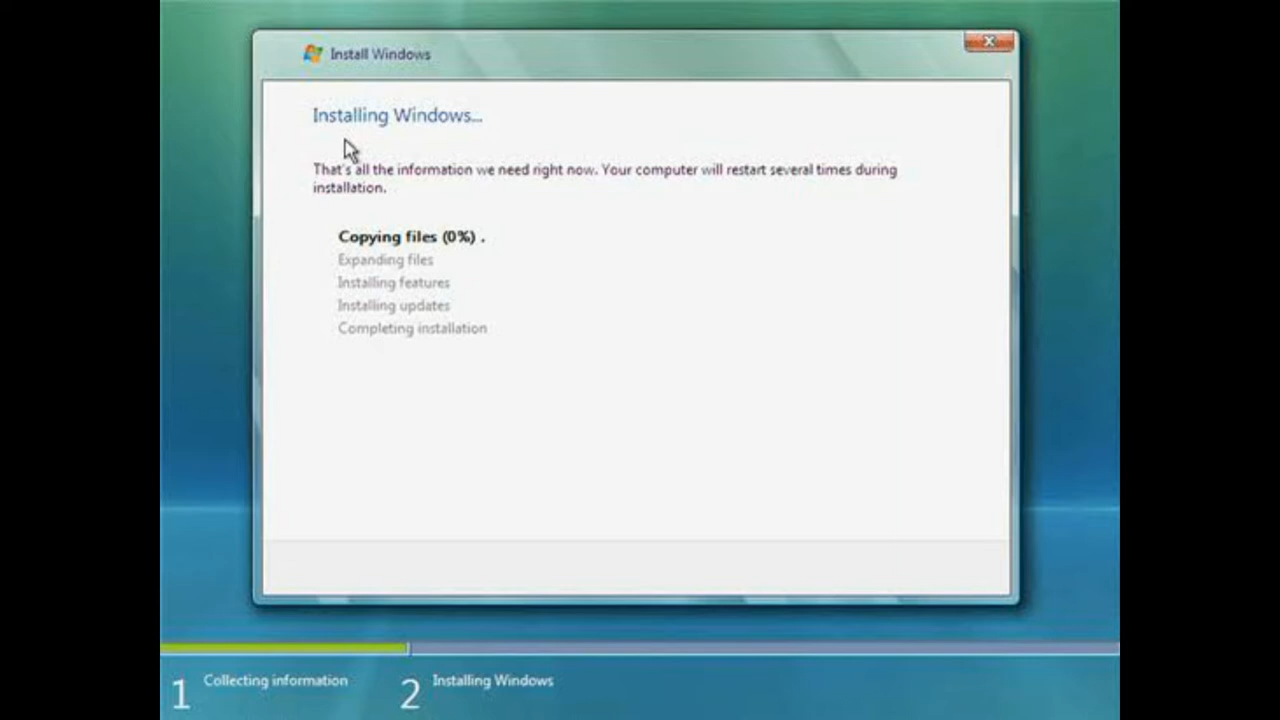 Install Windows
Installing Windows...
That's all the information we need right now. Your computer will restart several times during
installation.
Copying files (0%) .
Expanding files
Installing features
Installing updates
Completing installation
1 Collecting information
2 Installing Windows